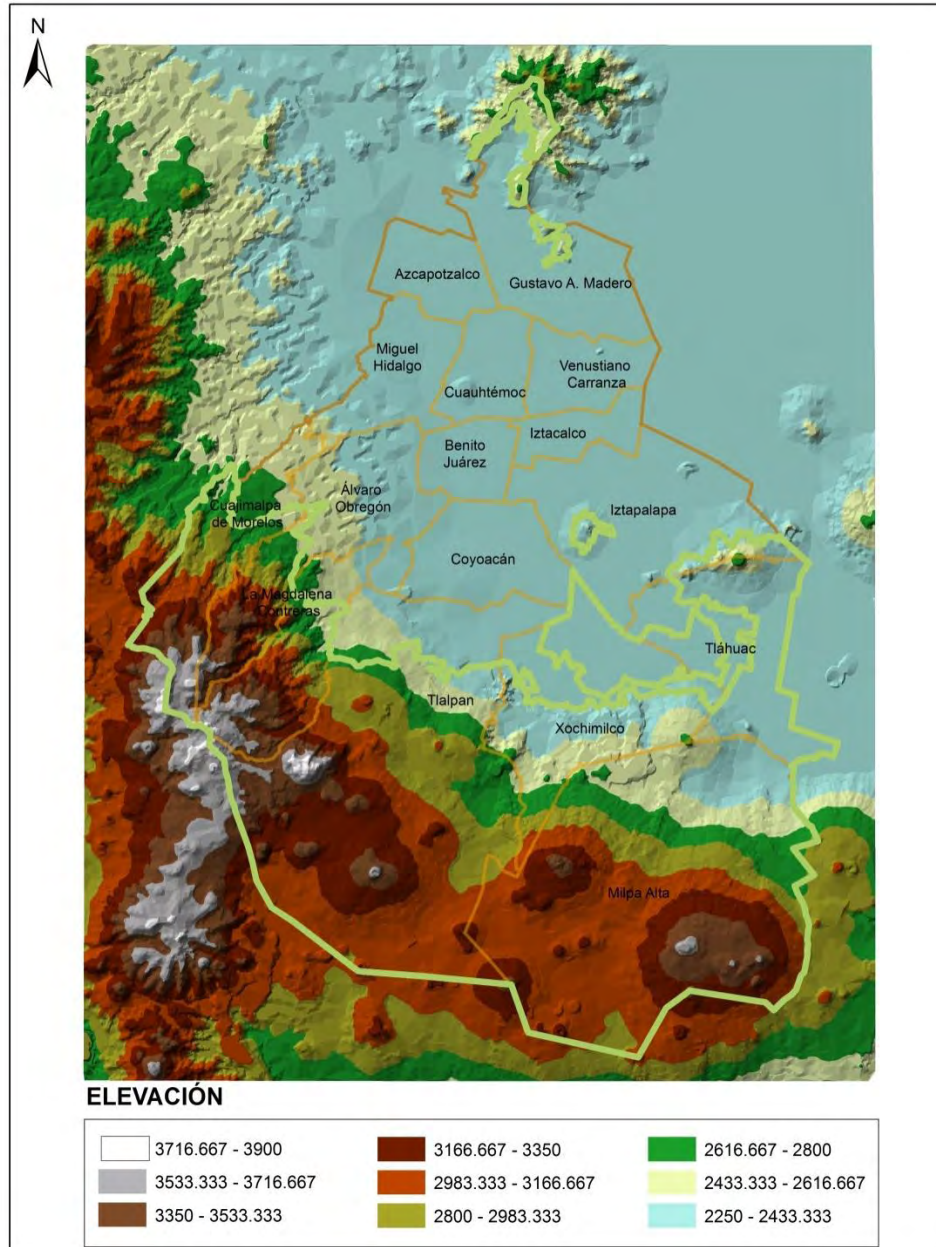 N
Azcapotzalco
Gustavo A. Madero
Miguel
Hidalgo
Cuauhtémoc
Venustiano
Carranza
Benito
Juárez
Iztacalco
Álvaro
Obregón
Cuajimalpa
de Morelos
Iztapalapa
Coyoacán
La Magdalena
Contreras
Tláhuac
Tlalpan
Xochimilco
Milpa Alta
ELEVACIÓN
3716.667 - 3900
3533.333 - 3716.667
3350 - 3533.333
3166.667 - 3350
2983.333 - 3166.667
2800 - 2983.333
2616.667 - 2800
2433.333 - 2616.667
2250 - 2433.333